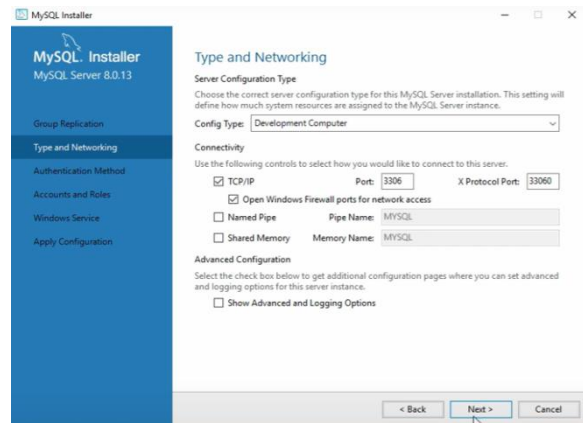 MySQL Installer
MySQL. Installer
MySQL Server 8.0.13
Group Replication
Type and Networking
Authentication Method
Accounts and Roles
Windows Service
Apply Configuration
Type and Networking
Server Configuration Type
Choose the correct server configuration type for this MySQL Server installation. This setting will
define how much system resources are assigned to the MySQL Server instance.
Config Type: Development Computer
Connectivity
Use the following controls to select how you would like to connect to this server.
TCP/IP Port: 3306 X Protocol Port: 33060
Open Windows Firewall ports for network access
Named Pipe Pipe Name: MYSQL
Shared Memory Memory Name: MYSQL
Advanced Configuration
Select the check box below to get additional configuration pages where you can set advanced
and logging options for this server instance.
Show Advanced and Logging Options
< Back Next > Cancel